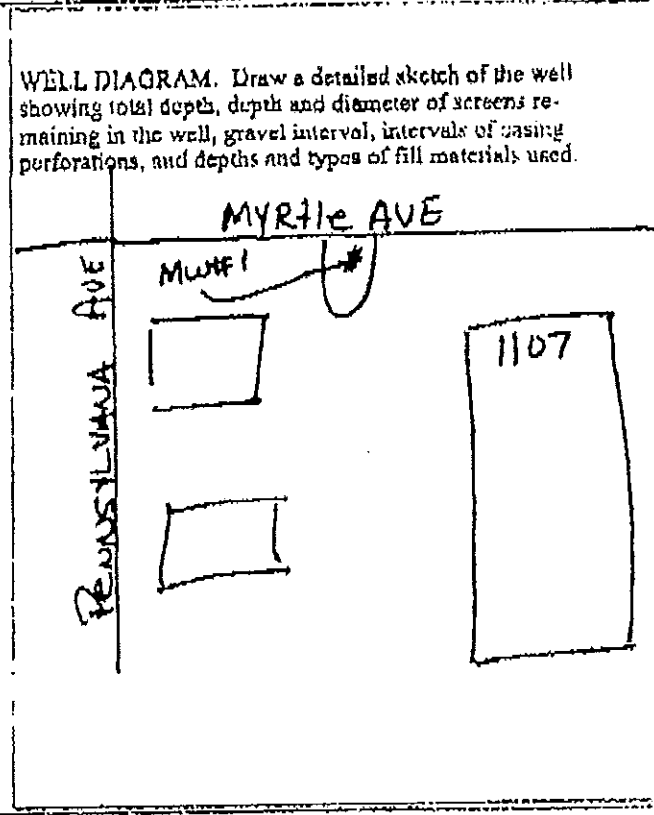 WELL DIAGRAM. Draw a detailed sketch of the well
showing total depth, depth and diameter of screens re-
maining in the well, gravel interval, intervals of casing
perforations, and depths and types of fill materials used.
MYRtle AVE
MW#1
PENNSYLVANA AVE
1107